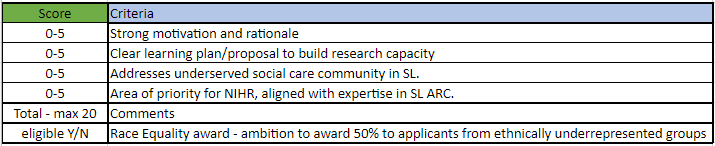 Score Criteria
0-5 Strong motivation and rationale
0-5 Clear learning plan/proposal to build research capacity
0-5 Addresses underserved social care community in SL.
0-5 Area of priority for NIHR, aligned with expertise in SL ARC.
Total - max 20 Comments
eligible Y/N Race Equality award - ambition to award 50% to applicants from ethnically underrepresented groups